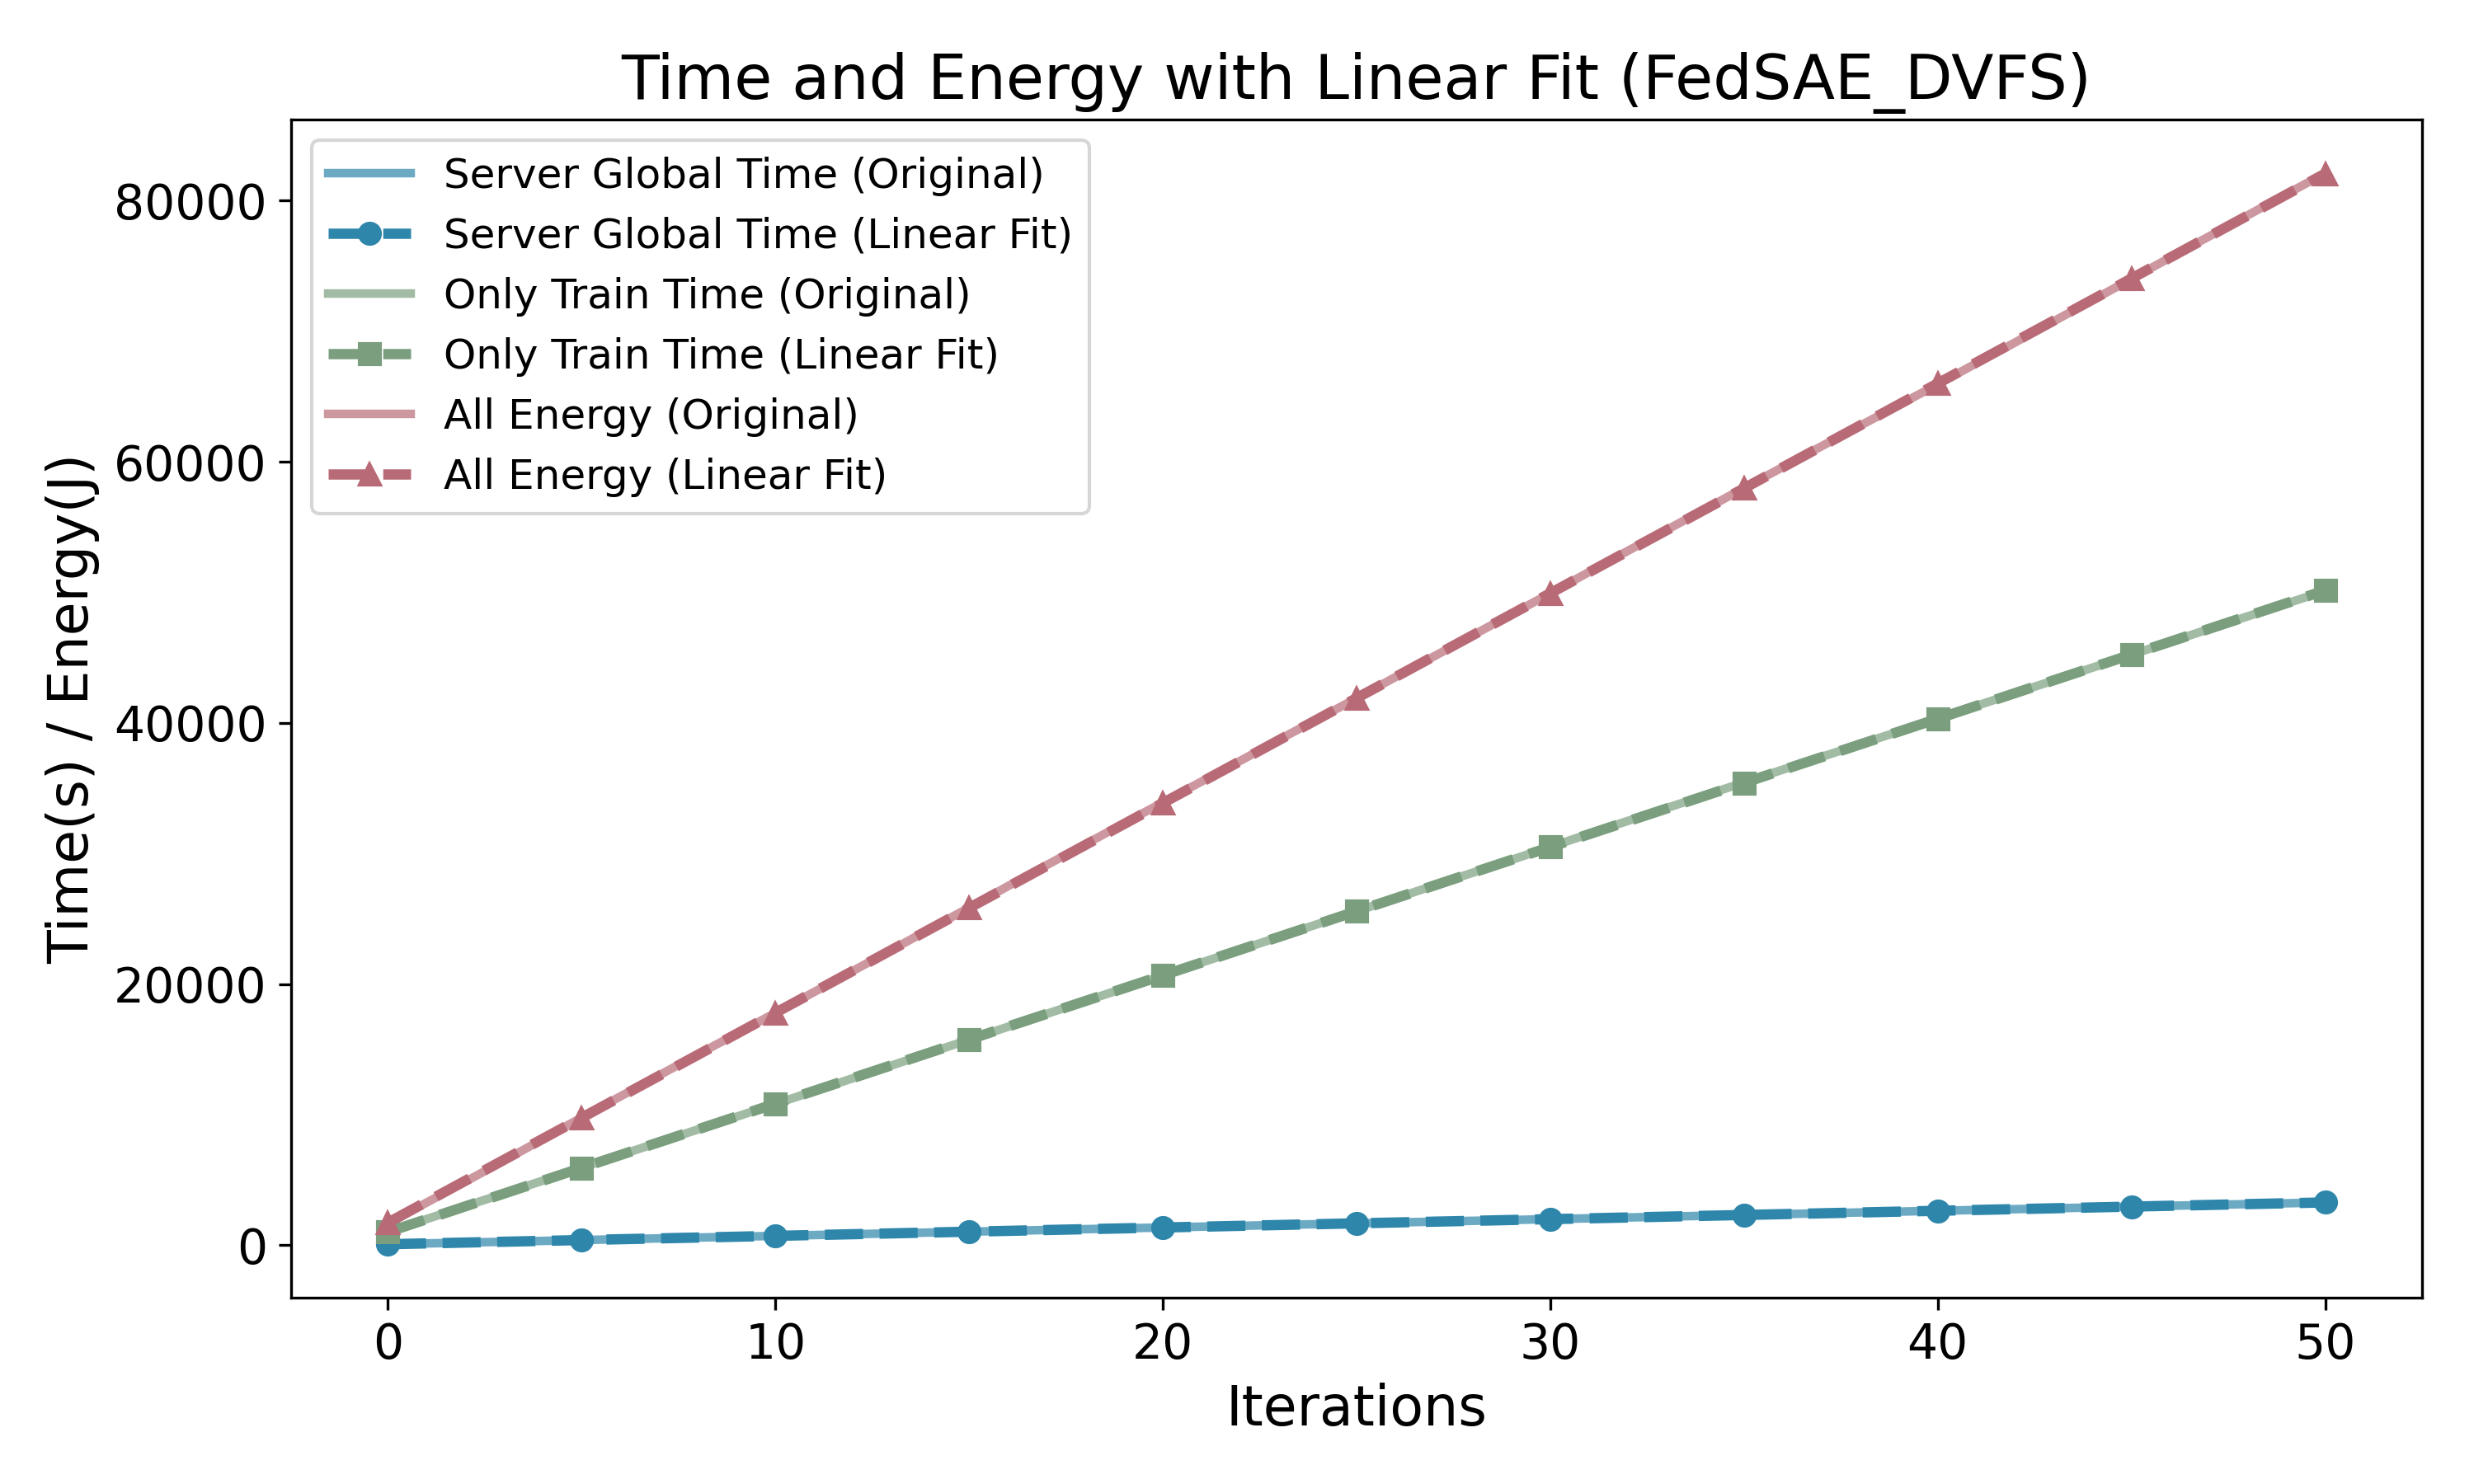 Time and Energy with Linear Fit (FedSAE_DVFS)
Server Global Time (Original)
Server Global Time (Linear Fit)
Only Train Time (Original)
Only Train Time (Linear Fit)
All Energy (Original)
All Energy (Linear Fit)
Time(s) / Energy(J)
80000
60000
40000
20000
0
0 10 20 30 40 50
Iterations